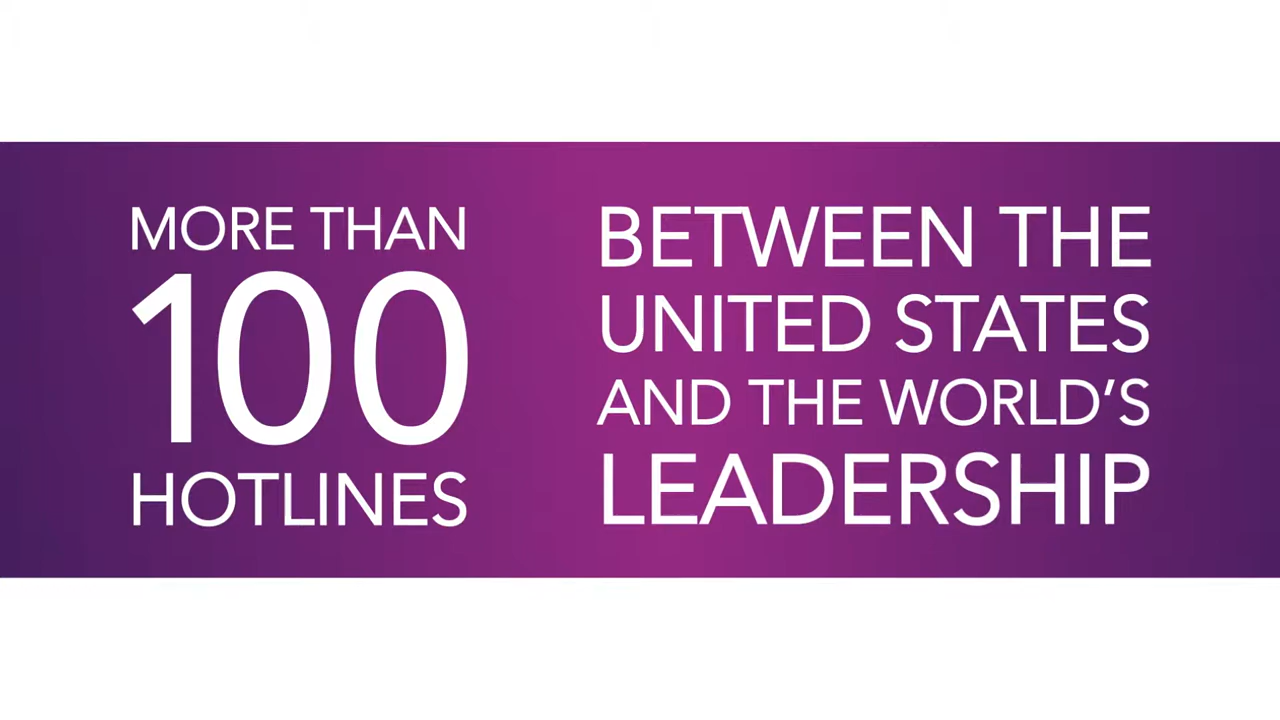 MORE THAN
100
HOTLINES
BETWEEN THE
UNITED STATES
AND THE WORLD'S
LEADERSHIP